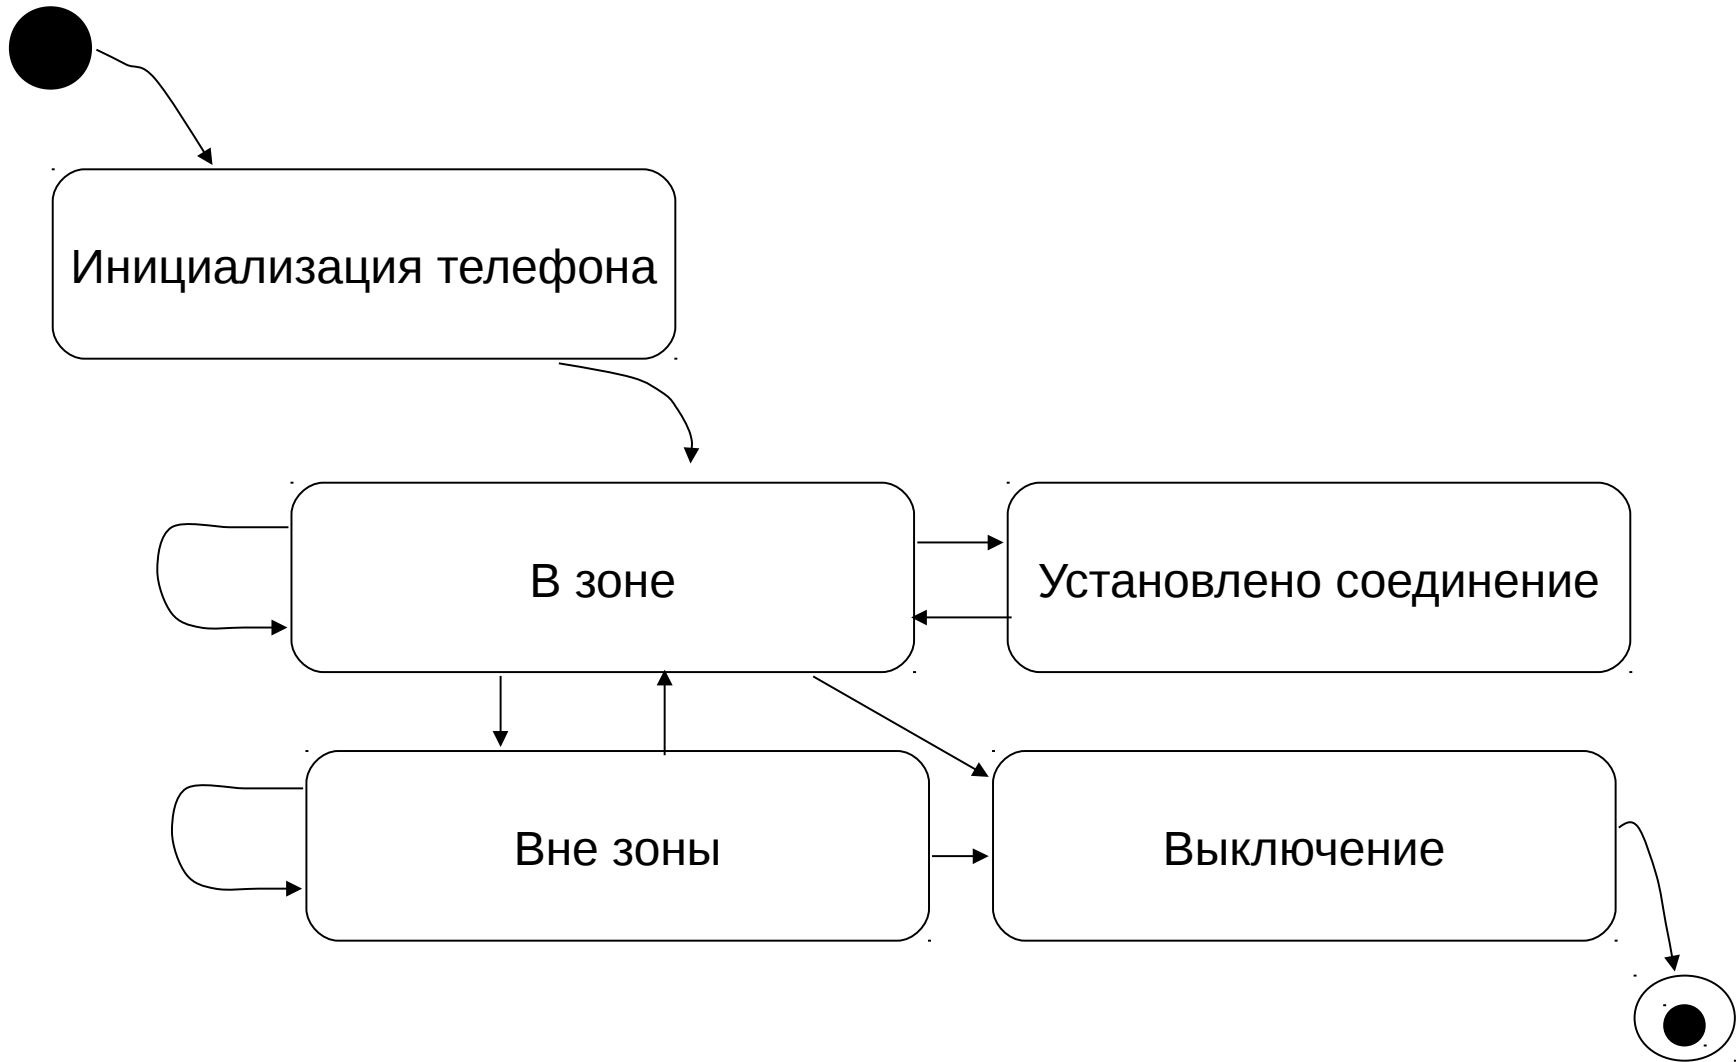 Инициализация телефона
В зоне
Установлено соединение
Вне зоны
Выключение